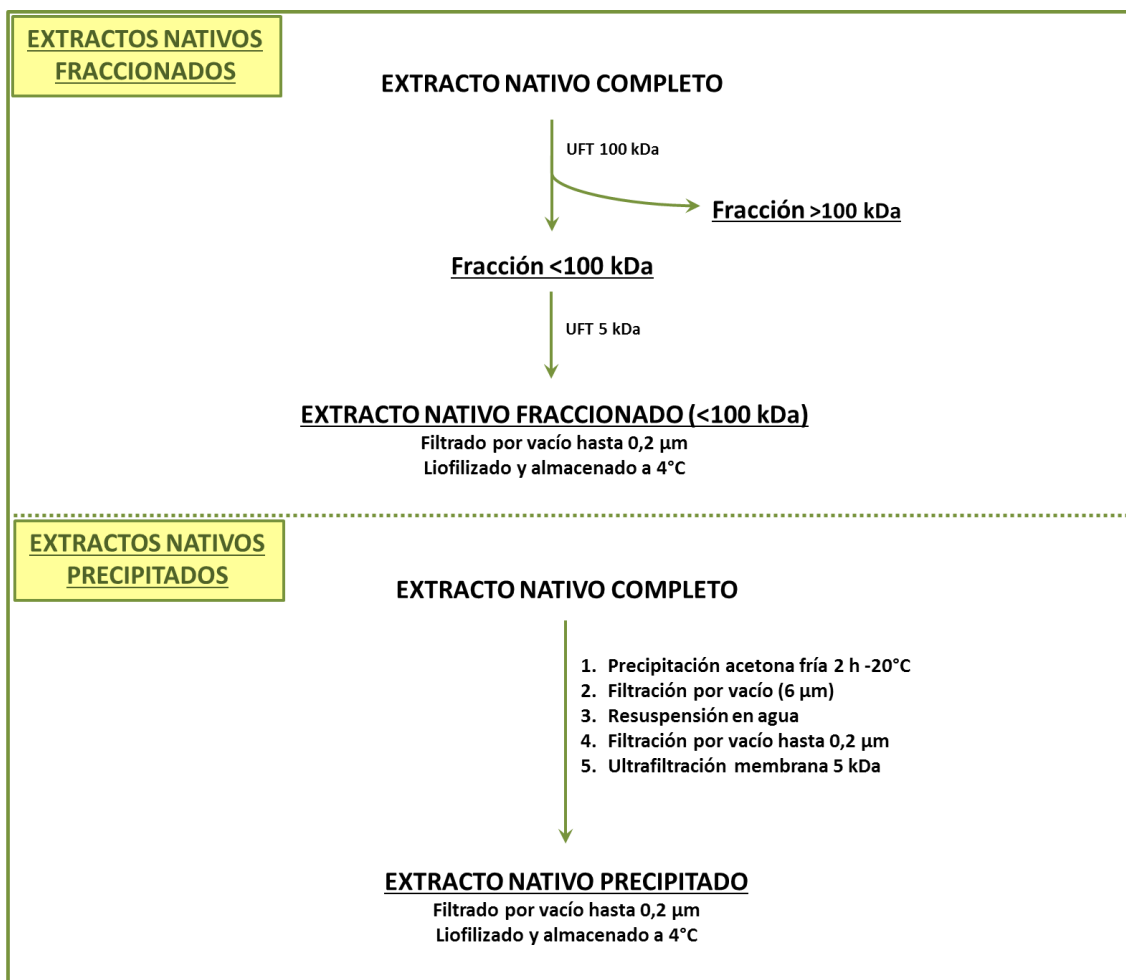 EXTRACTOS NATIVOS
FRACCIONADOS
EXTRACTO NATIVO COMPLETO
UFT 100 kDa
Fracción >100 kDa
Fracción <100 kDa
UFT 5 kDa
EXTRACTO NATIVO FRACCIONADO (<100 kDa)
Filtrado por vacío hasta 0,2 µm
Liofilizado y almacenado a 4°C
EXTRACTOS NATIVOS
PRECIPITADOS
EXTRACTO NATIVO COMPLETO
1. Precipitación acetona fría 2 h -20°C
2. Filtración por vacío (6 µm)
3. Resuspensión en agua
4. Filtración por vacío hasta 0,2 µm
5. Ultrafiltración membrana 5 kDa
EXTRACTO NATIVO PRECIPITADO
Filtrado por vacío hasta 0,2 µm
Liofilizado y almacenado a 4°C